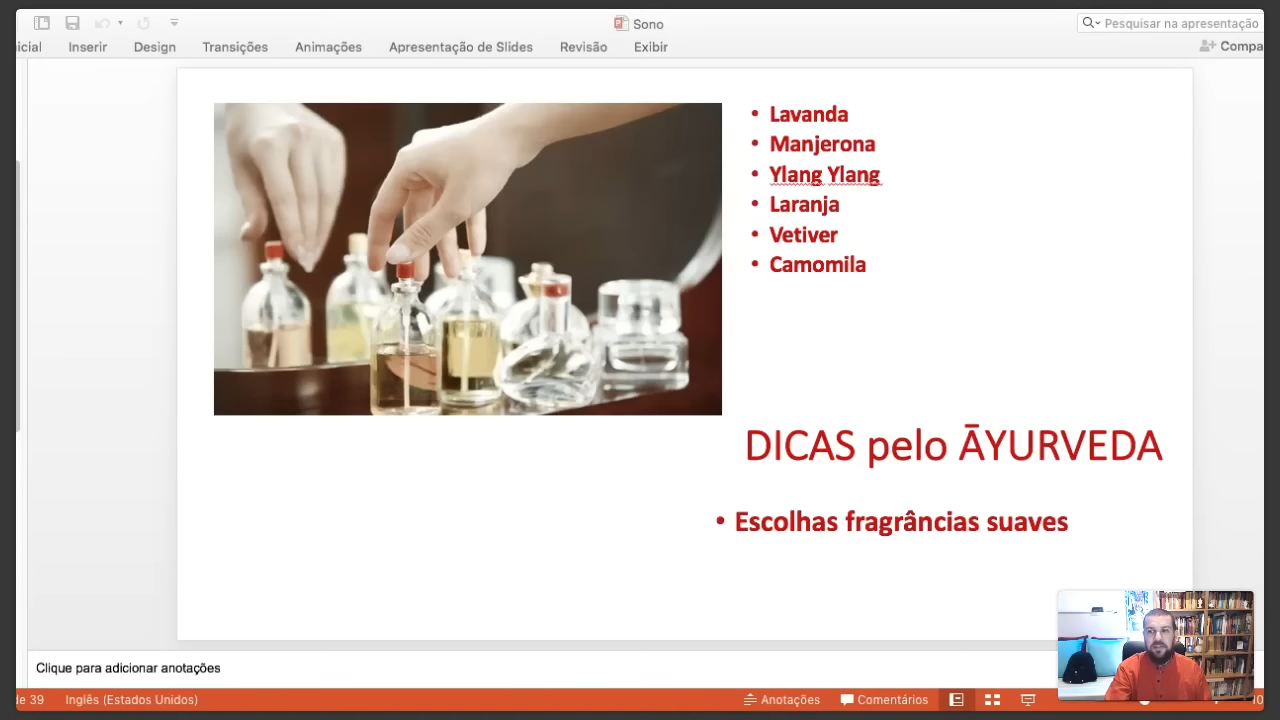 Sono
Pesquisar na apresentação
icial Inserir Design Transições Animações Apresentação de Slides Revisão Exibir
Compa
• Lavanda
• Manjerona
• Ylang Ylang
• Laranja
• Vetiver
• Camomila
DICAS pelo ĀYURVEDA
• Escolhas fragrâncias suaves
Clique para adicionar anotações
de 39 Inglês (Estados Unidos)
Anotações Comentários